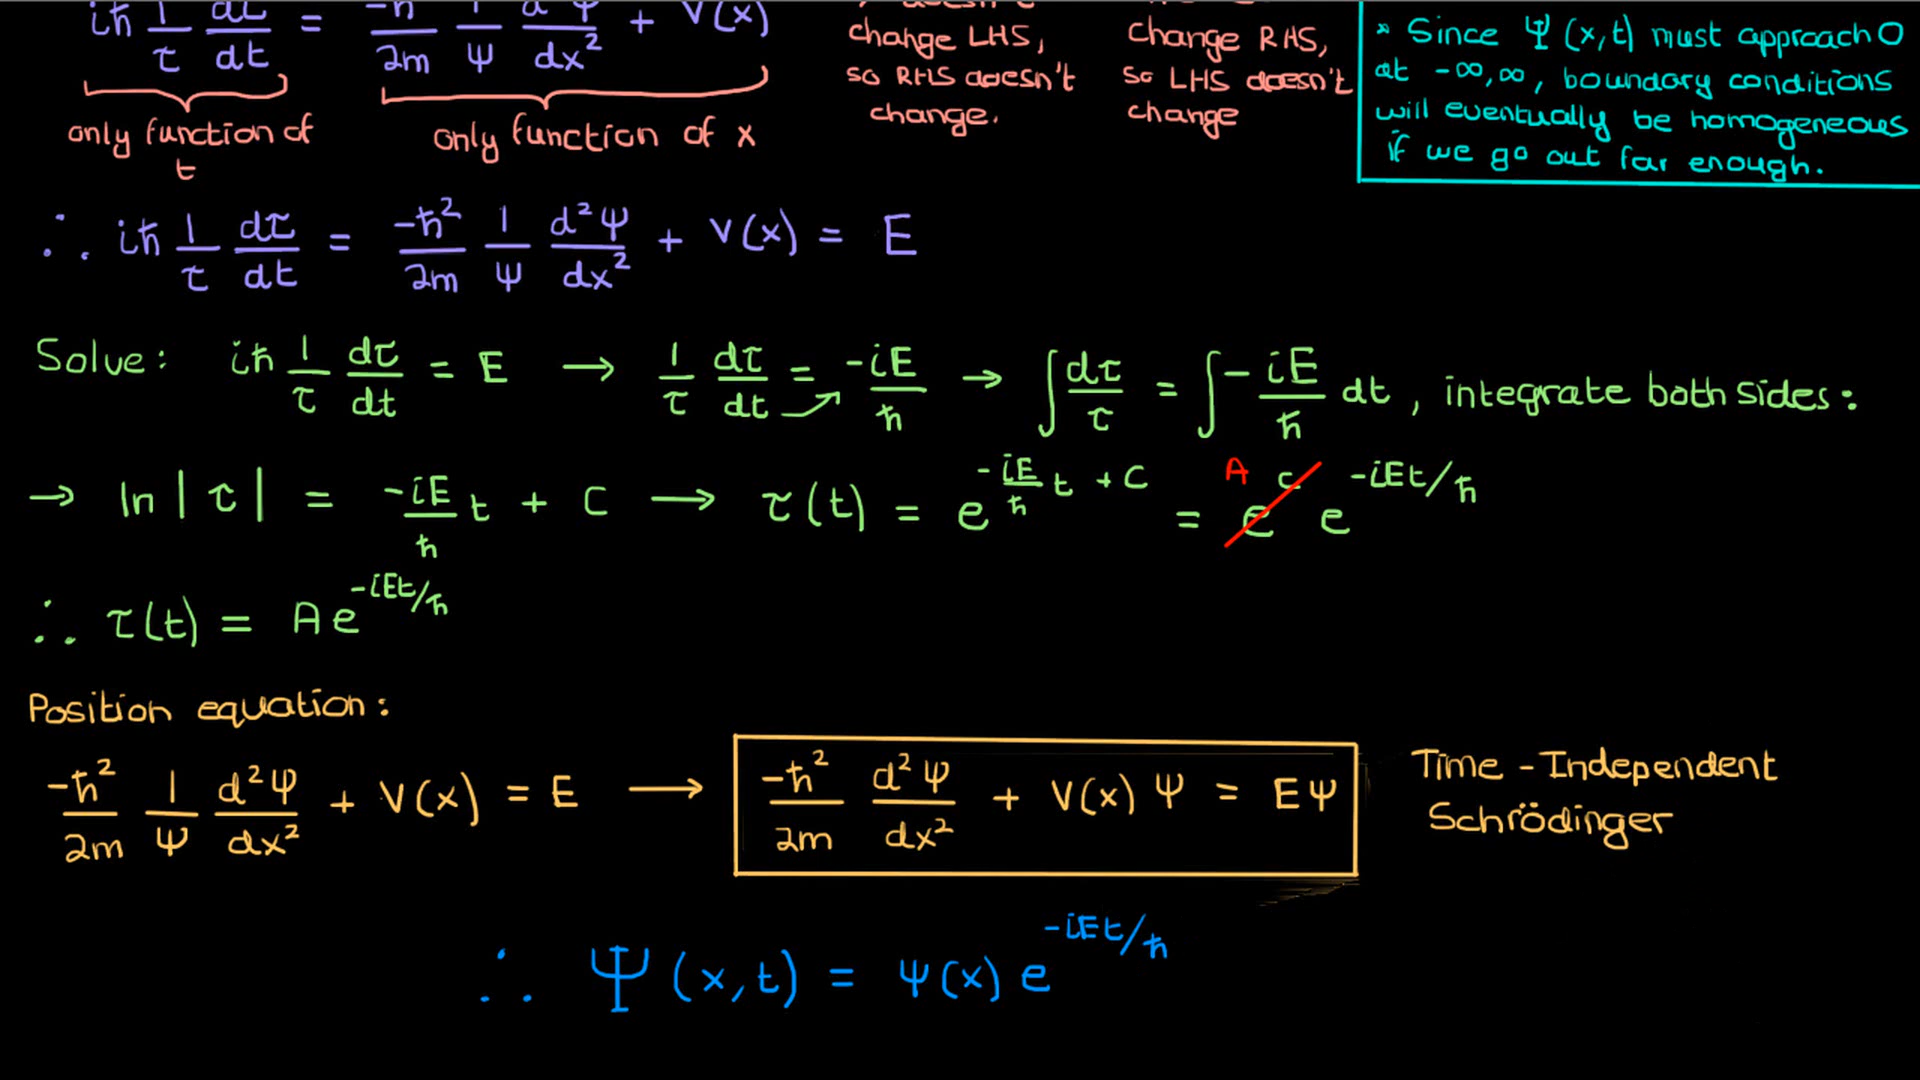 iħ 1/τ dτ/dt = -ħ²/2m 1/ψ d²ψ/dx² + V(x)
only function of t
only function of x
doesn't
change LHS,
so RHS doesn't
change.
change RHS,
so LHS doesn't
change
* Since Ψ(x,t) must approach 0
at -∞,∞, boundary conditions
will eventually be homogeneous
if we go out far enough.
∴ iħ 1/τ dτ/dt = -ħ²/2m 1/ψ d²ψ/dx² + V(x) = E
Solve: iħ 1/τ dτ/dt = E → 1/τ dτ/dt = -iE/ħ → ∫ dτ/τ = ∫ - iE/ħ dt, integrate both sides:
→ ln|τ| = -iE/ħ t + C → τ(t) = e^(-iE/ħ t + C) = A e^c e^(-iEt/ħ)
∴ τ(t) = Ae^(-iEt/ħ)
Position equation:
-ħ²/2m 1/ψ d²ψ/dx² + V(x) = E → -ħ²/2m d²ψ/dx² + V(x)ψ = Eψ
Time-Independent
Schrödinger
∴ Ψ(x,t) = ψ(x) e^(-iEt/ħ)